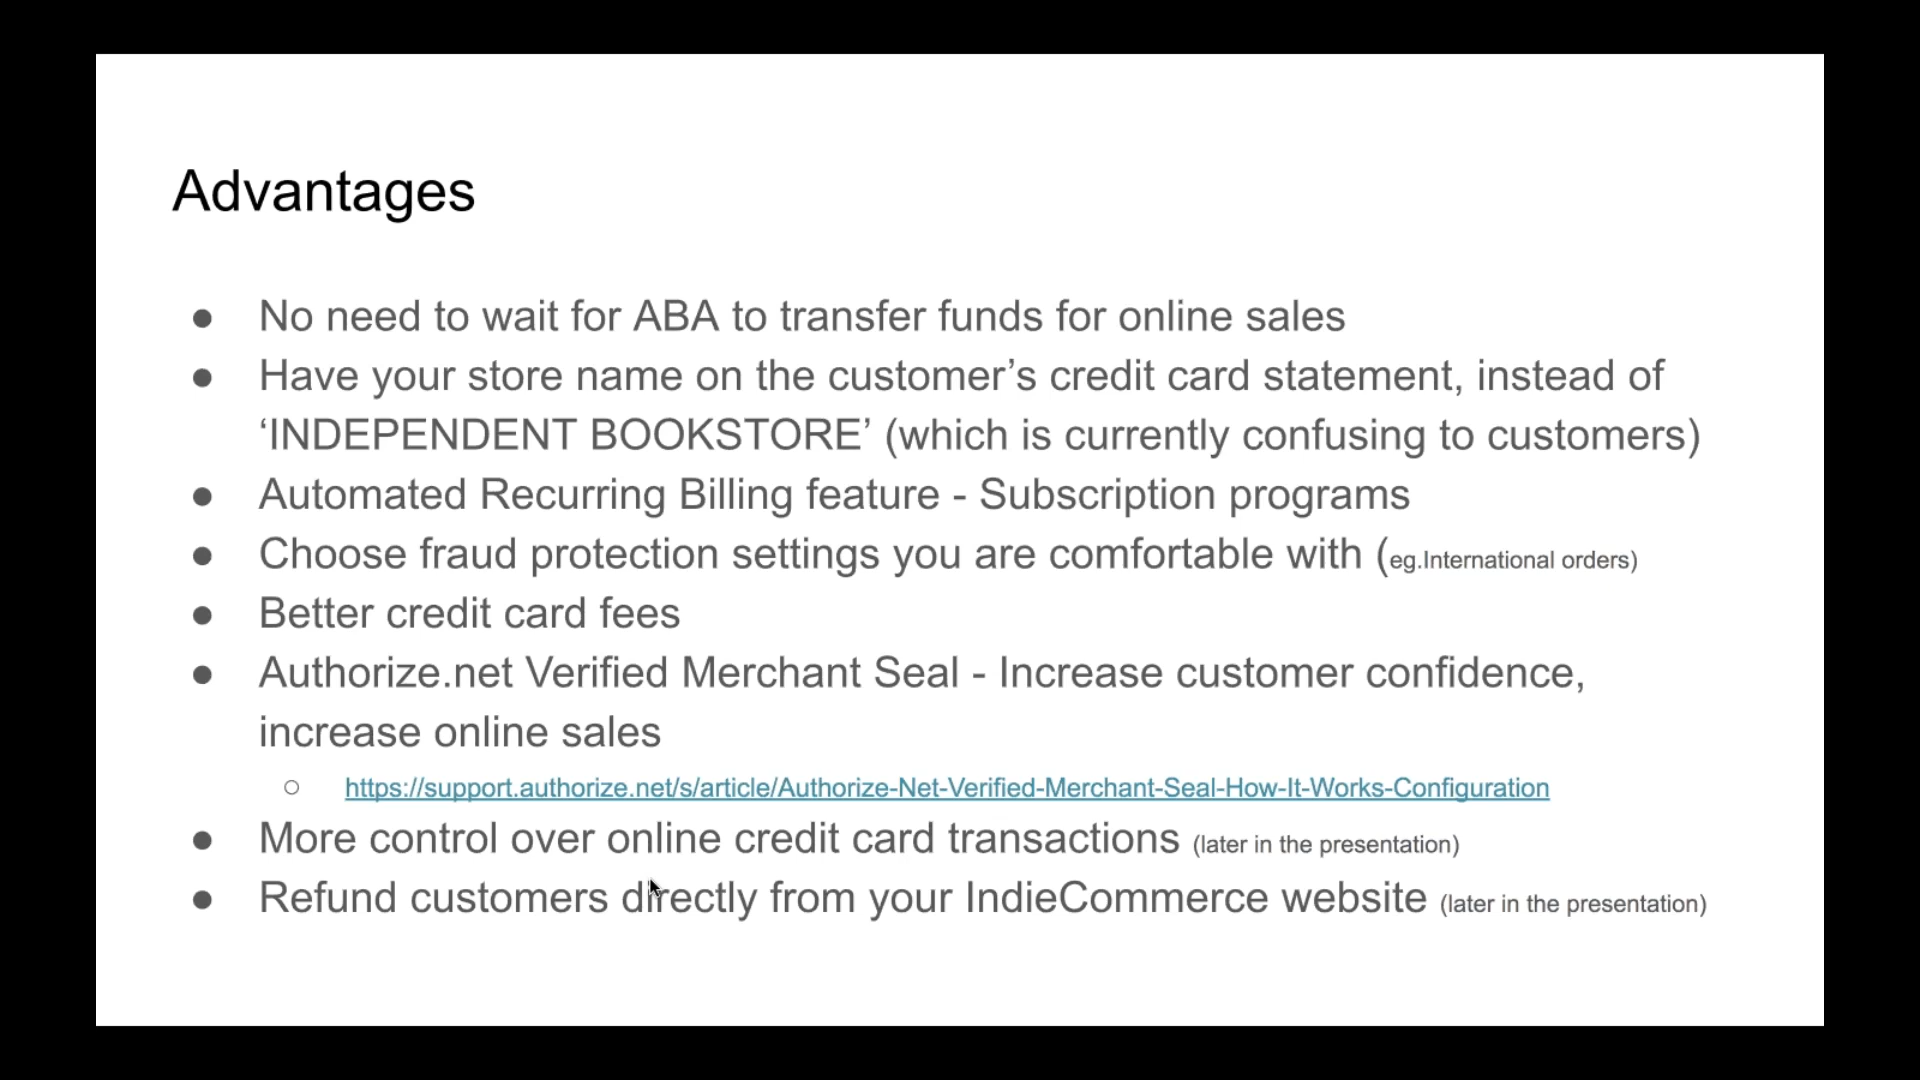 Advantages
● No need to wait for ABA to transfer funds for online sales
● Have your store name on the customer’s credit card statement, instead of
‘INDEPENDENT BOOKSTORE’ (which is currently confusing to customers)
● Automated Recurring Billing feature - Subscription programs
● Choose fraud protection settings you are comfortable with (eg.International orders)
● Better credit card fees
● Authorize.net Verified Merchant Seal - Increase customer confidence,
increase online sales
○ https://support.authorize.net/s/article/Authorize-Net-Verified-Merchant-Seal-How-It-Works-Configuration
● More control over online credit card transactions (later in the presentation)
● Refund customers directly from your IndieCommerce website (later in the presentation)